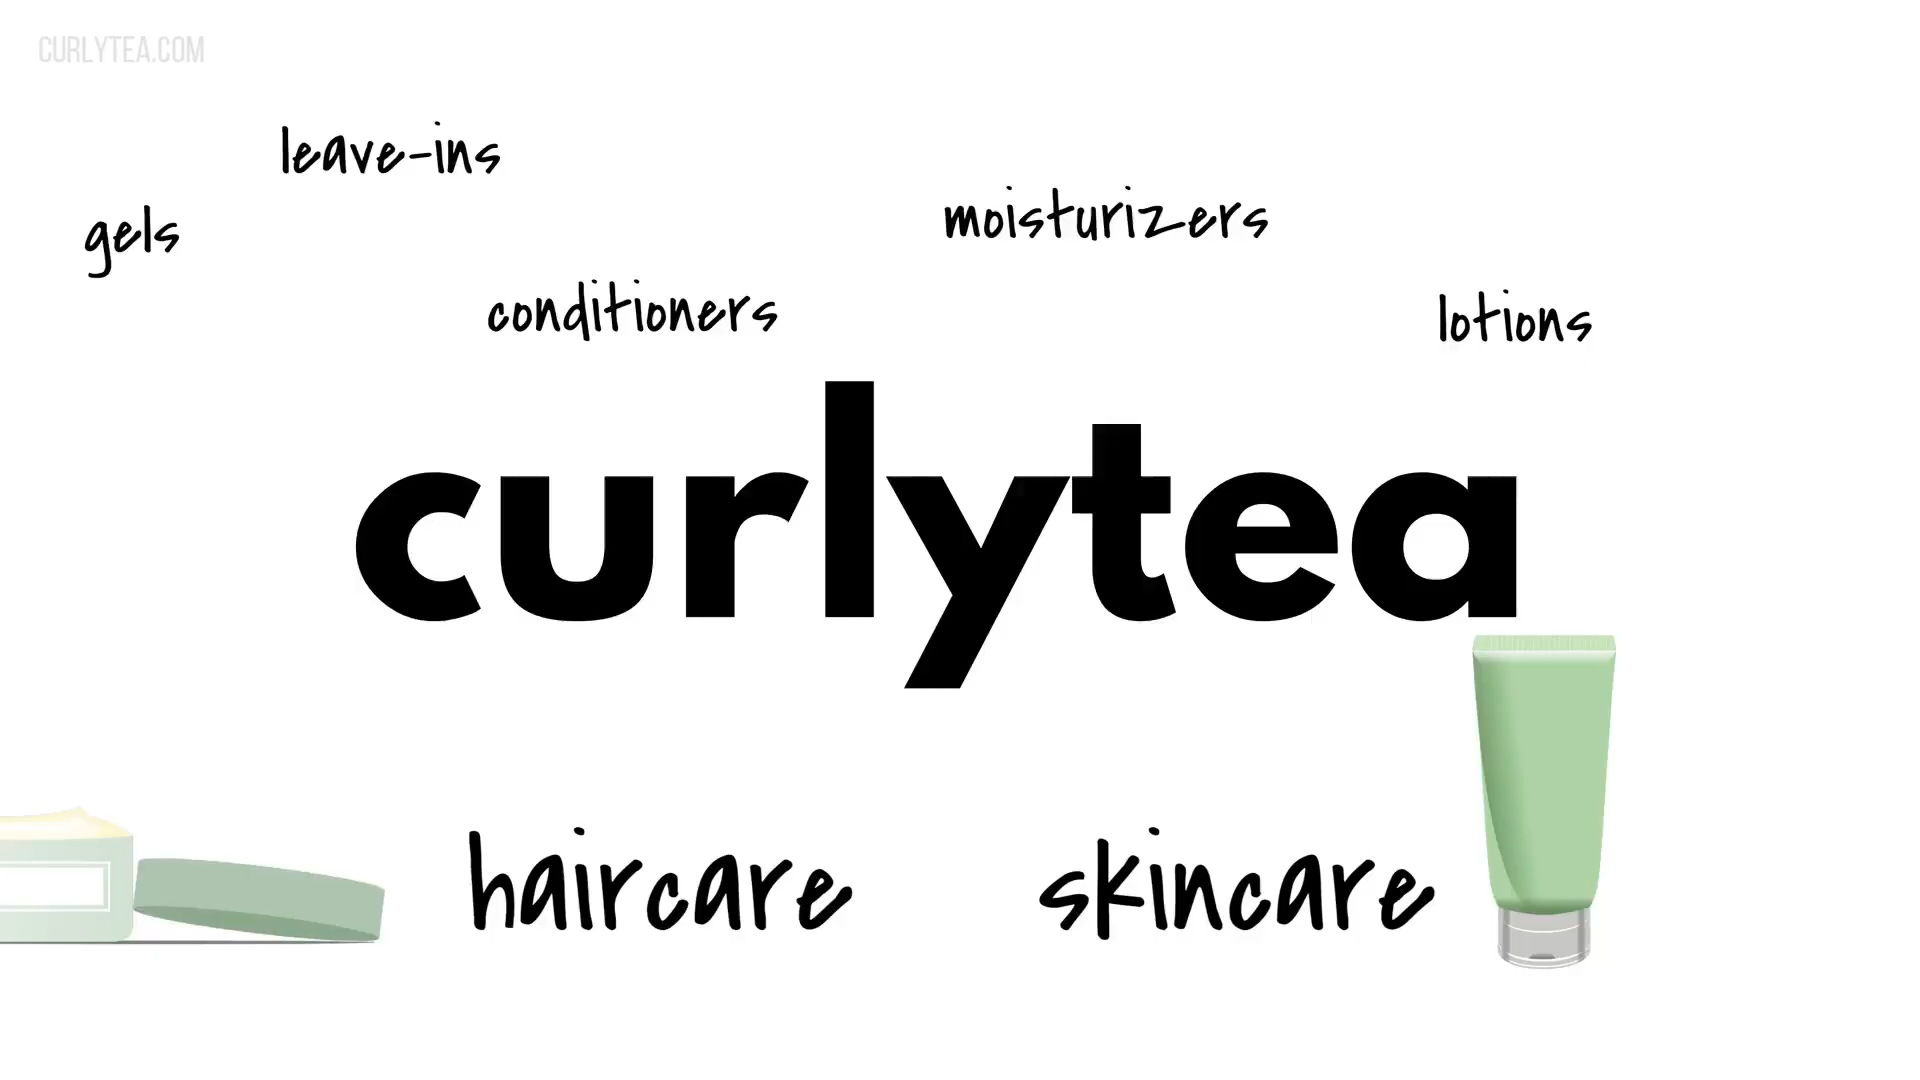 CURLYTEA.COM
leave-ins
gels
moisturizers
conditioners
lotions
curlytea
haircare
skincare